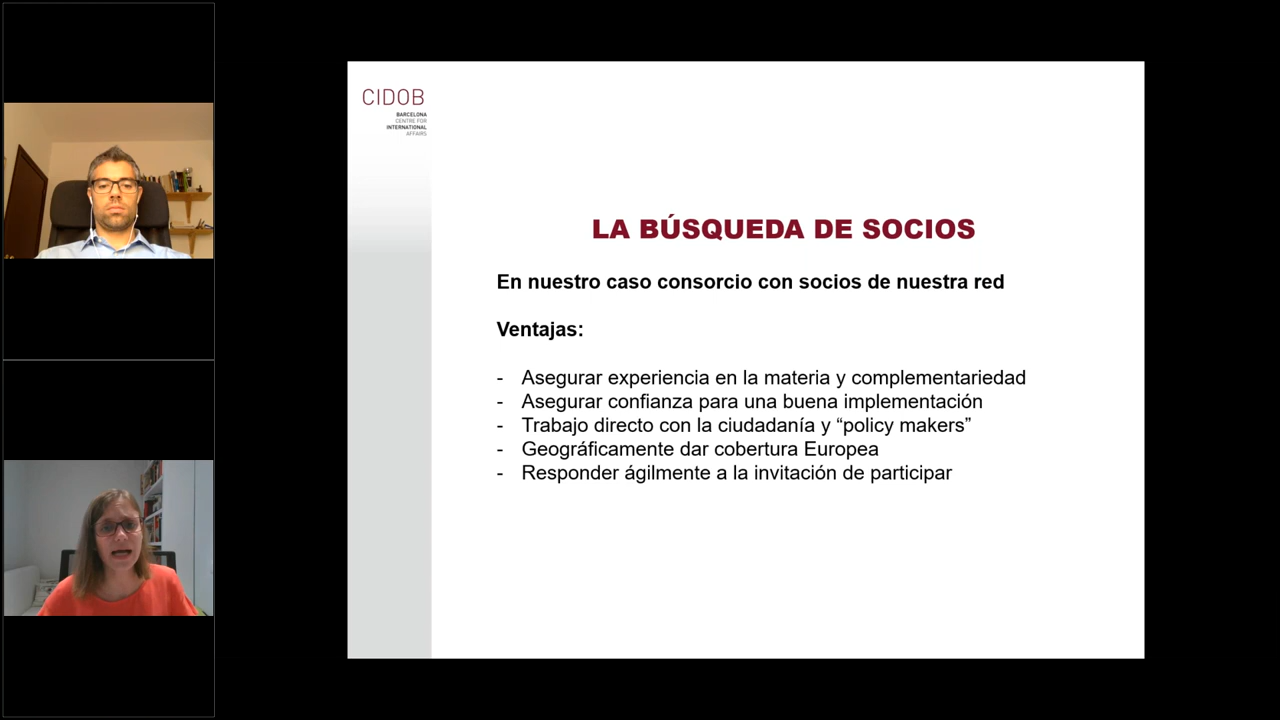 CIDOB
BARCELONA
CENTRE FOR
INTERNATIONAL
AFFAIRS
LA BÚSQUEDA DE SOCIOS
En nuestro caso consorcio con socios de nuestra red
Ventajas:
- Asegurar experiencia en la materia y complementariedad
- Asegurar confianza para una buena implementación
- Trabajo directo con la ciudadanía y “policy makers”
- Geográficamente dar cobertura Europea
- Responder ágilmente a la invitación de participar